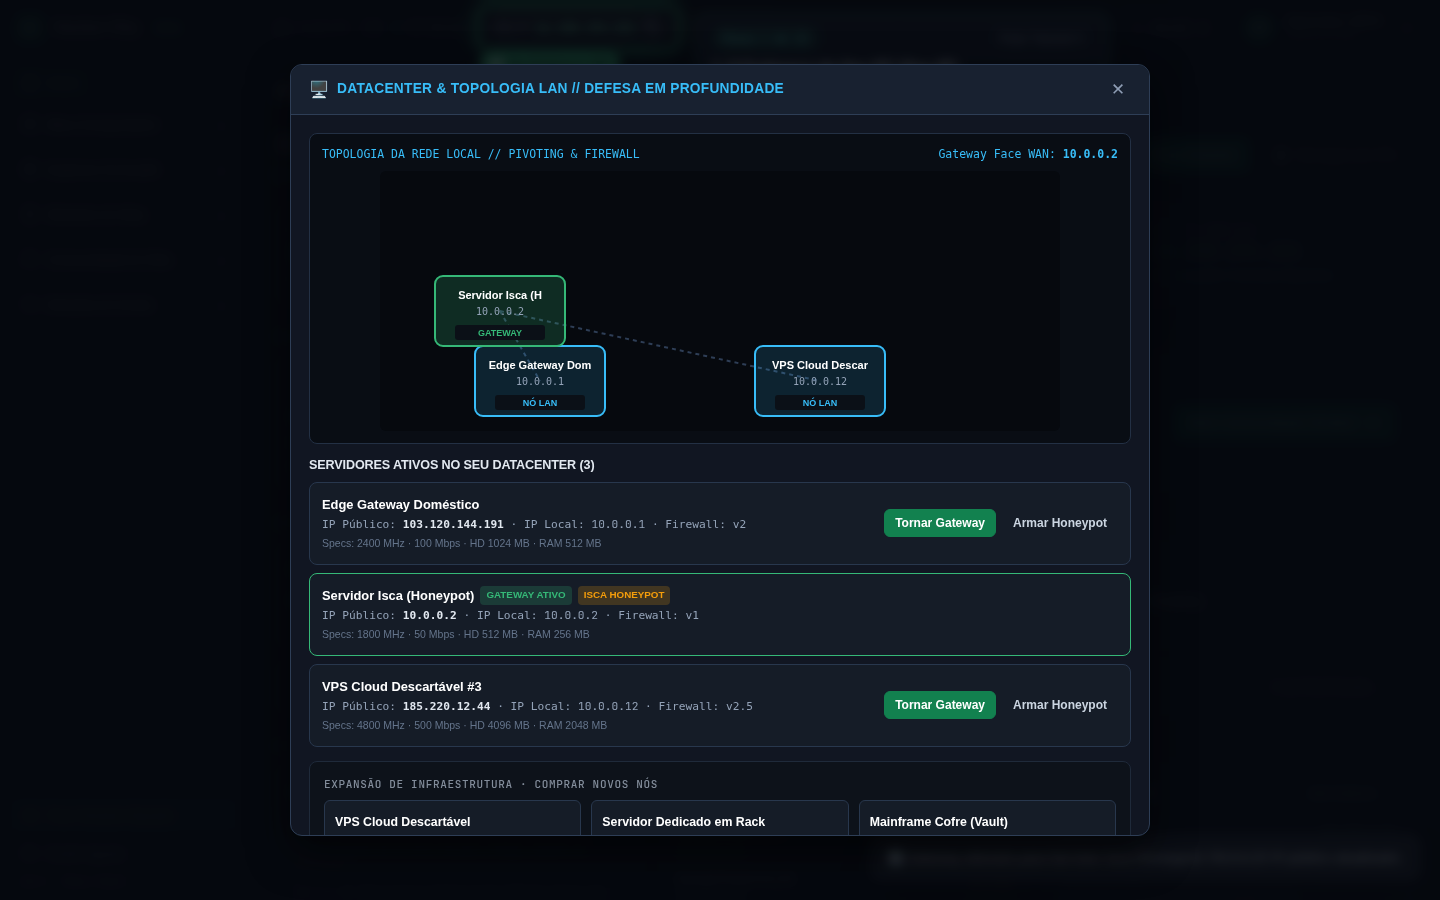 DATACENTER & TOPOLOGIA LAN // DEFESA EM PROFUNDIDADE
TOPOLOGIA DA REDE LOCAL // PIVOTING & FIREWALL
Gateway Face WAN: 10.0.0.2
Servidor Isca (H
10.0.0.2
GATEWAY
Edge Gateway Dom
10.0.0.1
NÓ LAN
VPS Cloud Descar
10.0.0.12
NÓ LAN
SERVIDORES ATIVOS NO SEU DATACENTER (3)
Edge Gateway Doméstico
IP Público: 103.120.144.191 · IP Local: 10.0.0.1 · Firewall: v2
Specs: 2400 MHz · 100 Mbps · HD 1024 MB · RAM 512 MB
Tornar Gateway
Armar Honeypot
Servidor Isca (Honeypot) GATEWAY ATIVO ISCA HONEYPOT
IP Público: 10.0.0.2 · IP Local: 10.0.0.2 · Firewall: v1
Specs: 1800 MHz · 50 Mbps · HD 512 MB · RAM 256 MB
VPS Cloud Descartável #3
IP Público: 185.220.12.44 · IP Local: 10.0.0.12 · Firewall: v2.5
Specs: 4800 MHz · 500 Mbps · HD 4096 MB · RAM 2048 MB
Tornar Gateway
Armar Honeypot
EXPANSÃO DE INFRAESTRUTURA · COMPRAR NOVOS NÓS
VPS Cloud Descartável
Servidor Dedicado em Rack
Mainframe Cofre (Vault)